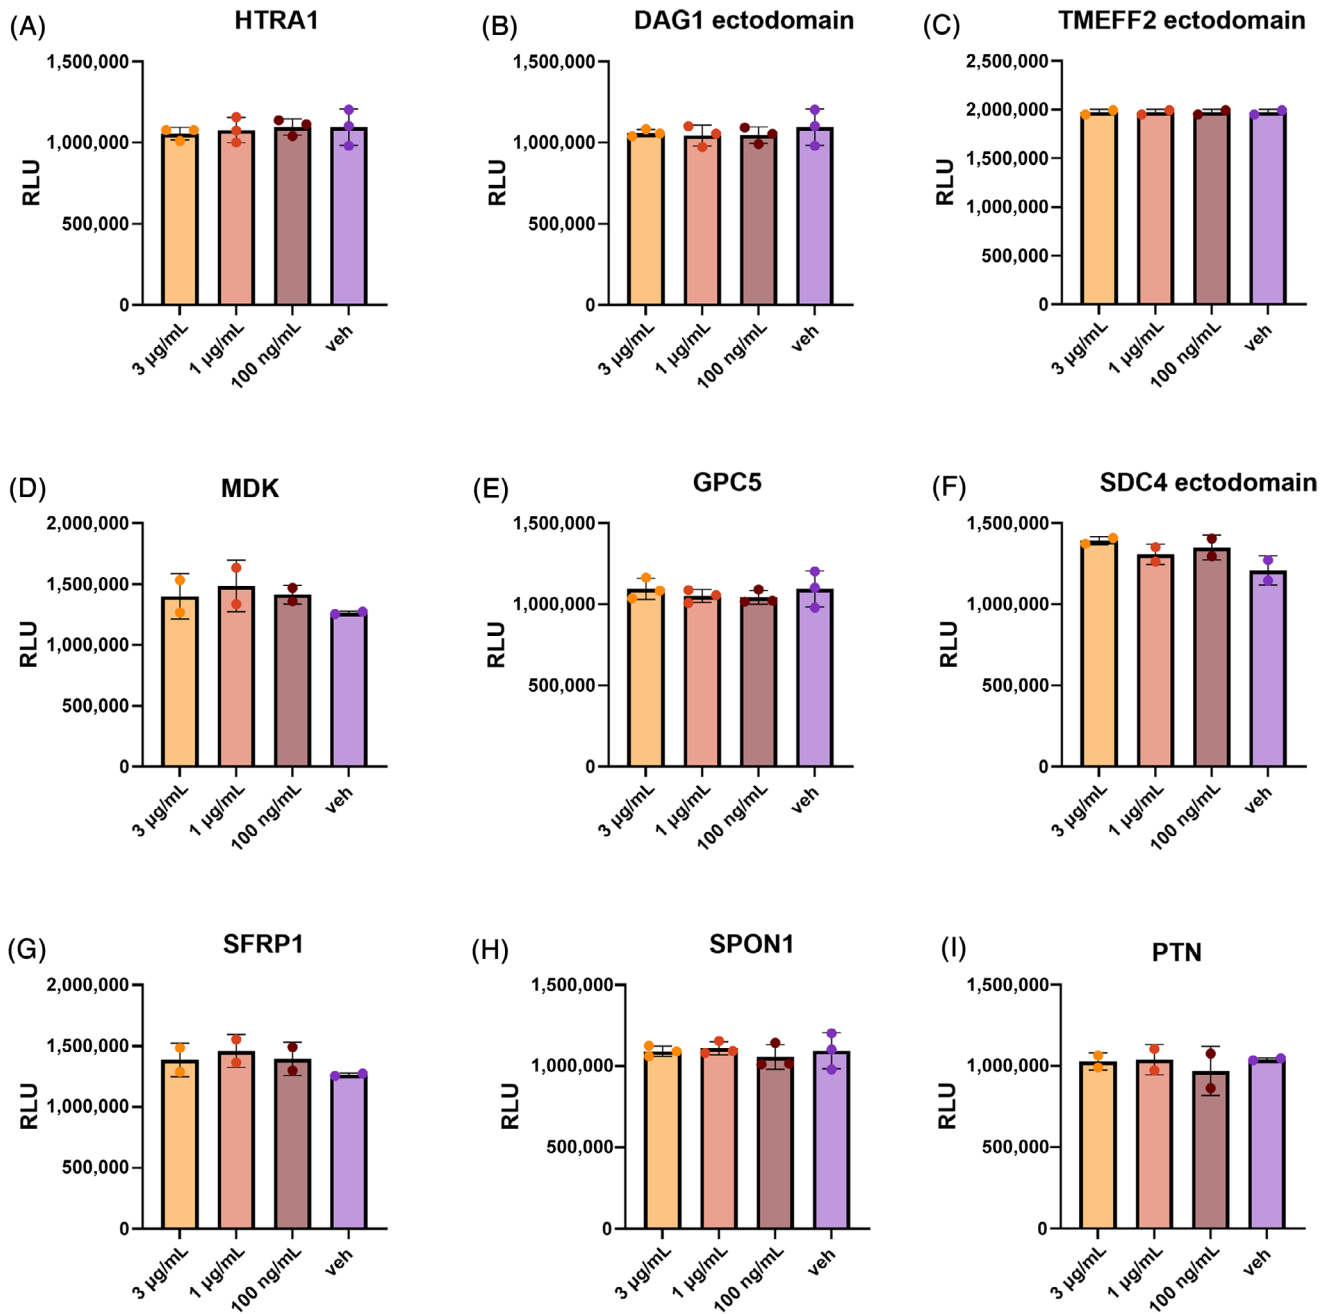 (A) HTRA1
1,500,000
1,000,000
500,000
0
RLU
3 µg/mL
1 µg/mL
100 ng/mL
veh
(B) DAG1 ectodomain
1,500,000
1,000,000
500,000
0
RLU
3 µg/mL
1 µg/mL
100 ng/mL
veh
(C) TMEFF2 ectodomain
2,500,000
2,000,000
1,500,000
1,000,000
500,000
0
RLU
3 µg/mL
1 µg/mL
100 ng/mL
veh
(D) MDK
2,000,000
1,500,000
1,000,000
500,000
0
RLU
3 µg/mL
1 µg/mL
100 ng/mL
veh
(E) GPC5
1,500,000
1,000,000
500,000
0
RLU
3 µg/mL
1 µg/mL
100 ng/mL
veh
(F) SDC4 ectodomain
1,500,000
1,000,000
500,000
0
RLU
3 µg/mL
1 µg/mL
100 ng/mL
veh
(G) SFRP1
2,000,000
1,500,000
1,000,000
500,000
0
RLU
3 µg/mL
1 µg/mL
100 ng/mL
veh
(H) SPON1
1,500,000
1,000,000
500,000
0
RLU
3 µg/mL
1 µg/mL
100 ng/mL
veh
(I) PTN
1,500,000
1,000,000
500,000
0
RLU
3 µg/mL
1 µg/mL
100 ng/mL
veh